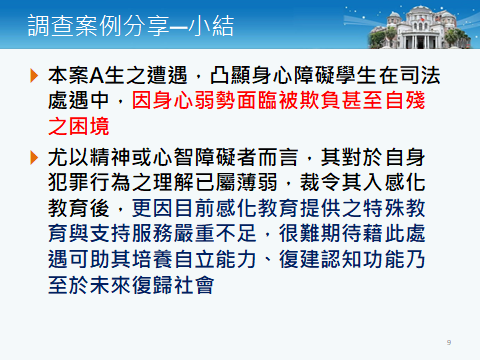 調查案例分享—小結
本案A生之遭遇，凸顯身心障礙學生在司法
處遇中，因身心弱勢面臨被欺負甚至自殘
之困境
尤以精神或心智障礙者而言，其對於自身
犯罪行為之理解已屬薄弱，裁令其入感化
教育後，更因目前感化教育提供之特殊教
育與支持服務嚴重不足，很難期待藉此處
遇可助其培養自立能力、復建認知功能乃
至於未來復歸社會
9